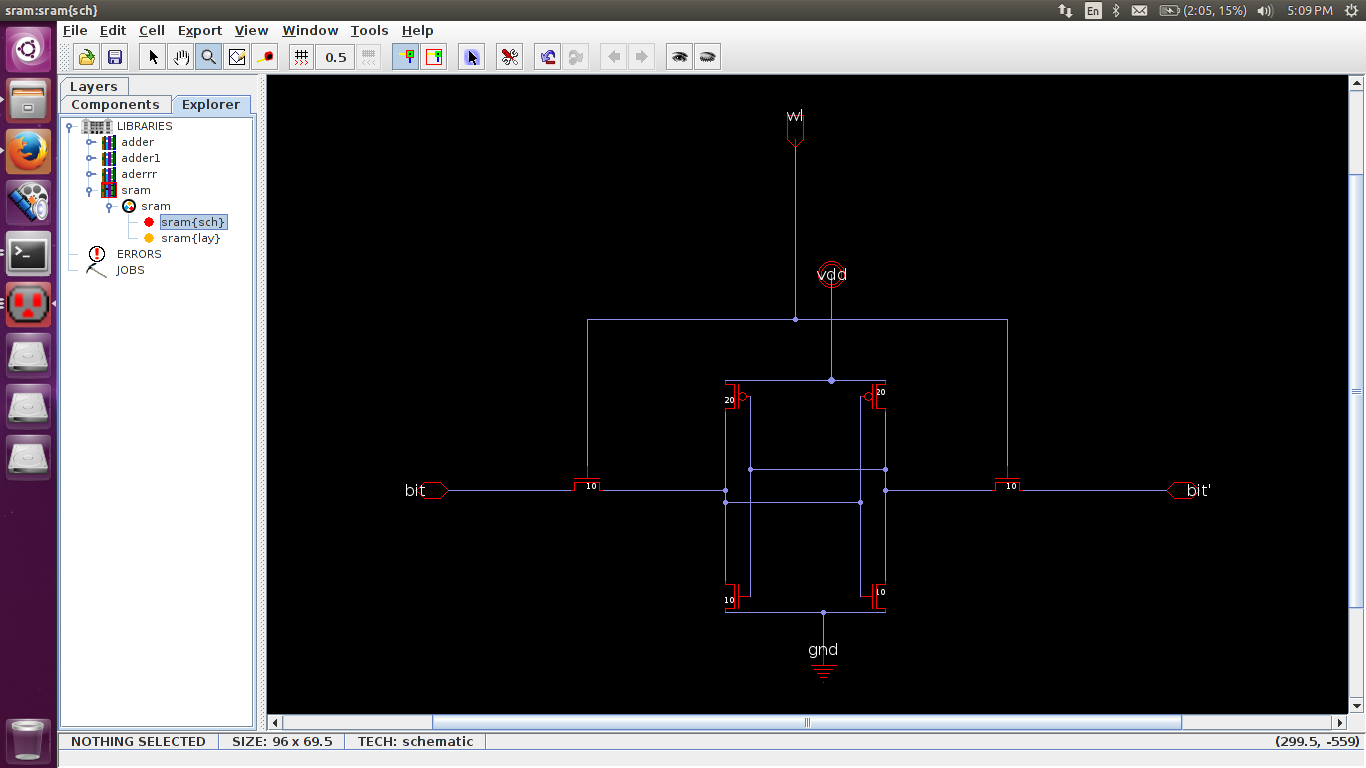 sram:sram{sch}
En
(2:05, 15%)
5:09 PM
File Edit Cell Export View Window Tools Help
0.5
Layers
Components Explorer
LIBRARIES
adder
adder1
aderrr
sram
sram
sram{sch}
sram{lay}
ERRORS
JOBS
wl
vdd
20
20
bit
10
10
bit'
10
10
gnd
NOTHING SELECTED SIZE: 96 x 69.5 TECH: schematic (299.5, -559)